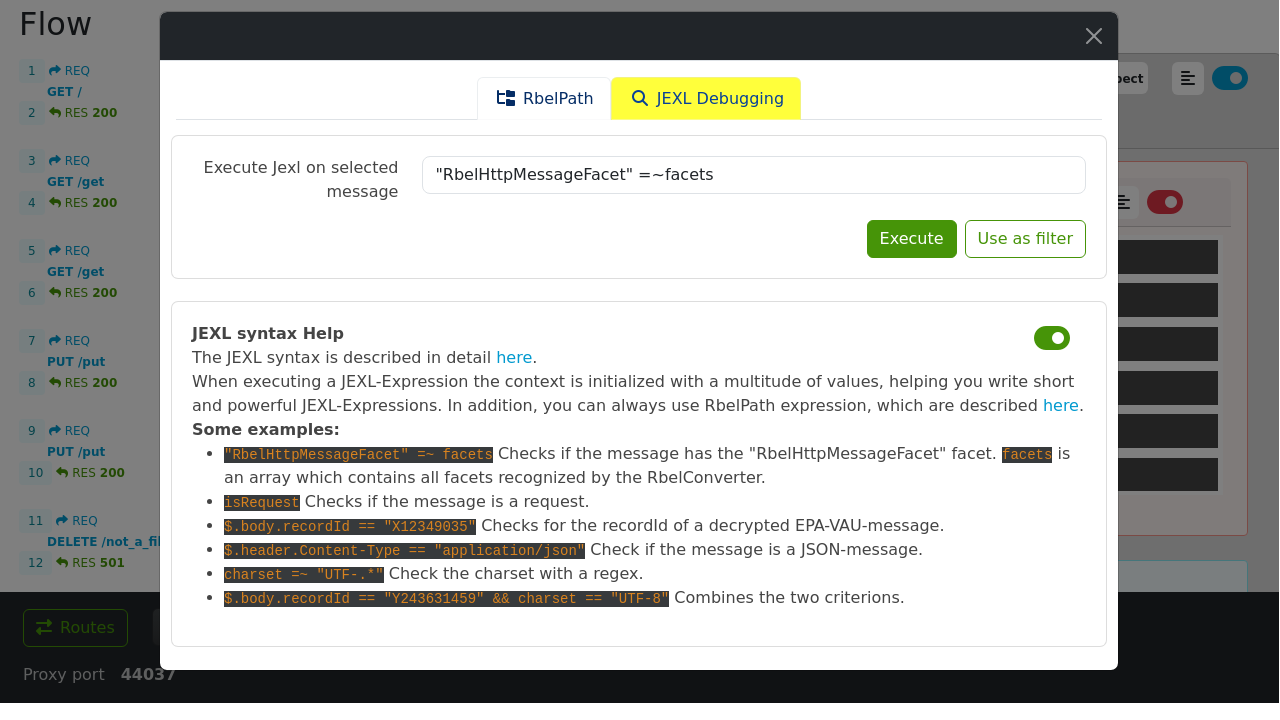 Flow
1 REQ
GET /
2 RES 200
3 REQ
GET /get
4 RES 200
5 REQ
GET /get
6 RES 200
7 REQ
PUT /put
8 RES 200
9 REQ
PUT /put
10 RES 200
11 REQ
DELETE /not_a_fil
12 RES 501
Routes
Proxy port 44037
RbelPath
JEXL Debugging
Execute Jexl on selected
message
"RbelHttpMessageFacet" =~facets
Execute
Use as filter
JEXL syntax Help
The JEXL syntax is described in detail here.
When executing a JEXL-Expression the context is initialized with a multitude of values, helping you write short
and powerful JEXL-Expressions. In addition, you can always use RbelPath expression, which are described here.
Some examples:
• "RbelHttpMessageFacet" =~ facets Checks if the message has the "RbelHttpMessageFacet" facet. facets is
an array which contains all facets recognized by the RbelConverter.
• isRequest Checks if the message is a request.
• $.body.recordId == "X12349035" Checks for the recordId of a decrypted EPA-VAU-message.
• $.header.Content-Type == "application/json" Check if the message is a JSON-message.
• charset =~ "UTF-.*" Check the charset with a regex.
• $.body.recordId == "Y243631459" && charset == "UTF-8" Combines the two criterions.
pect